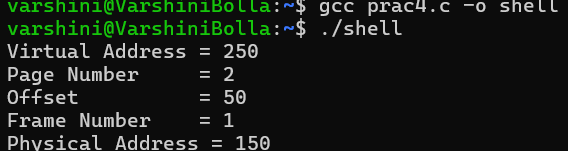 varshini@VarshiniBolla:~$ gcc prac4.c -o shell
varshini@VarshiniBolla:~$ ./shell
Virtual Address = 250
Page Number     = 2
Offset          = 50
Frame Number    = 1
Physical Address = 150